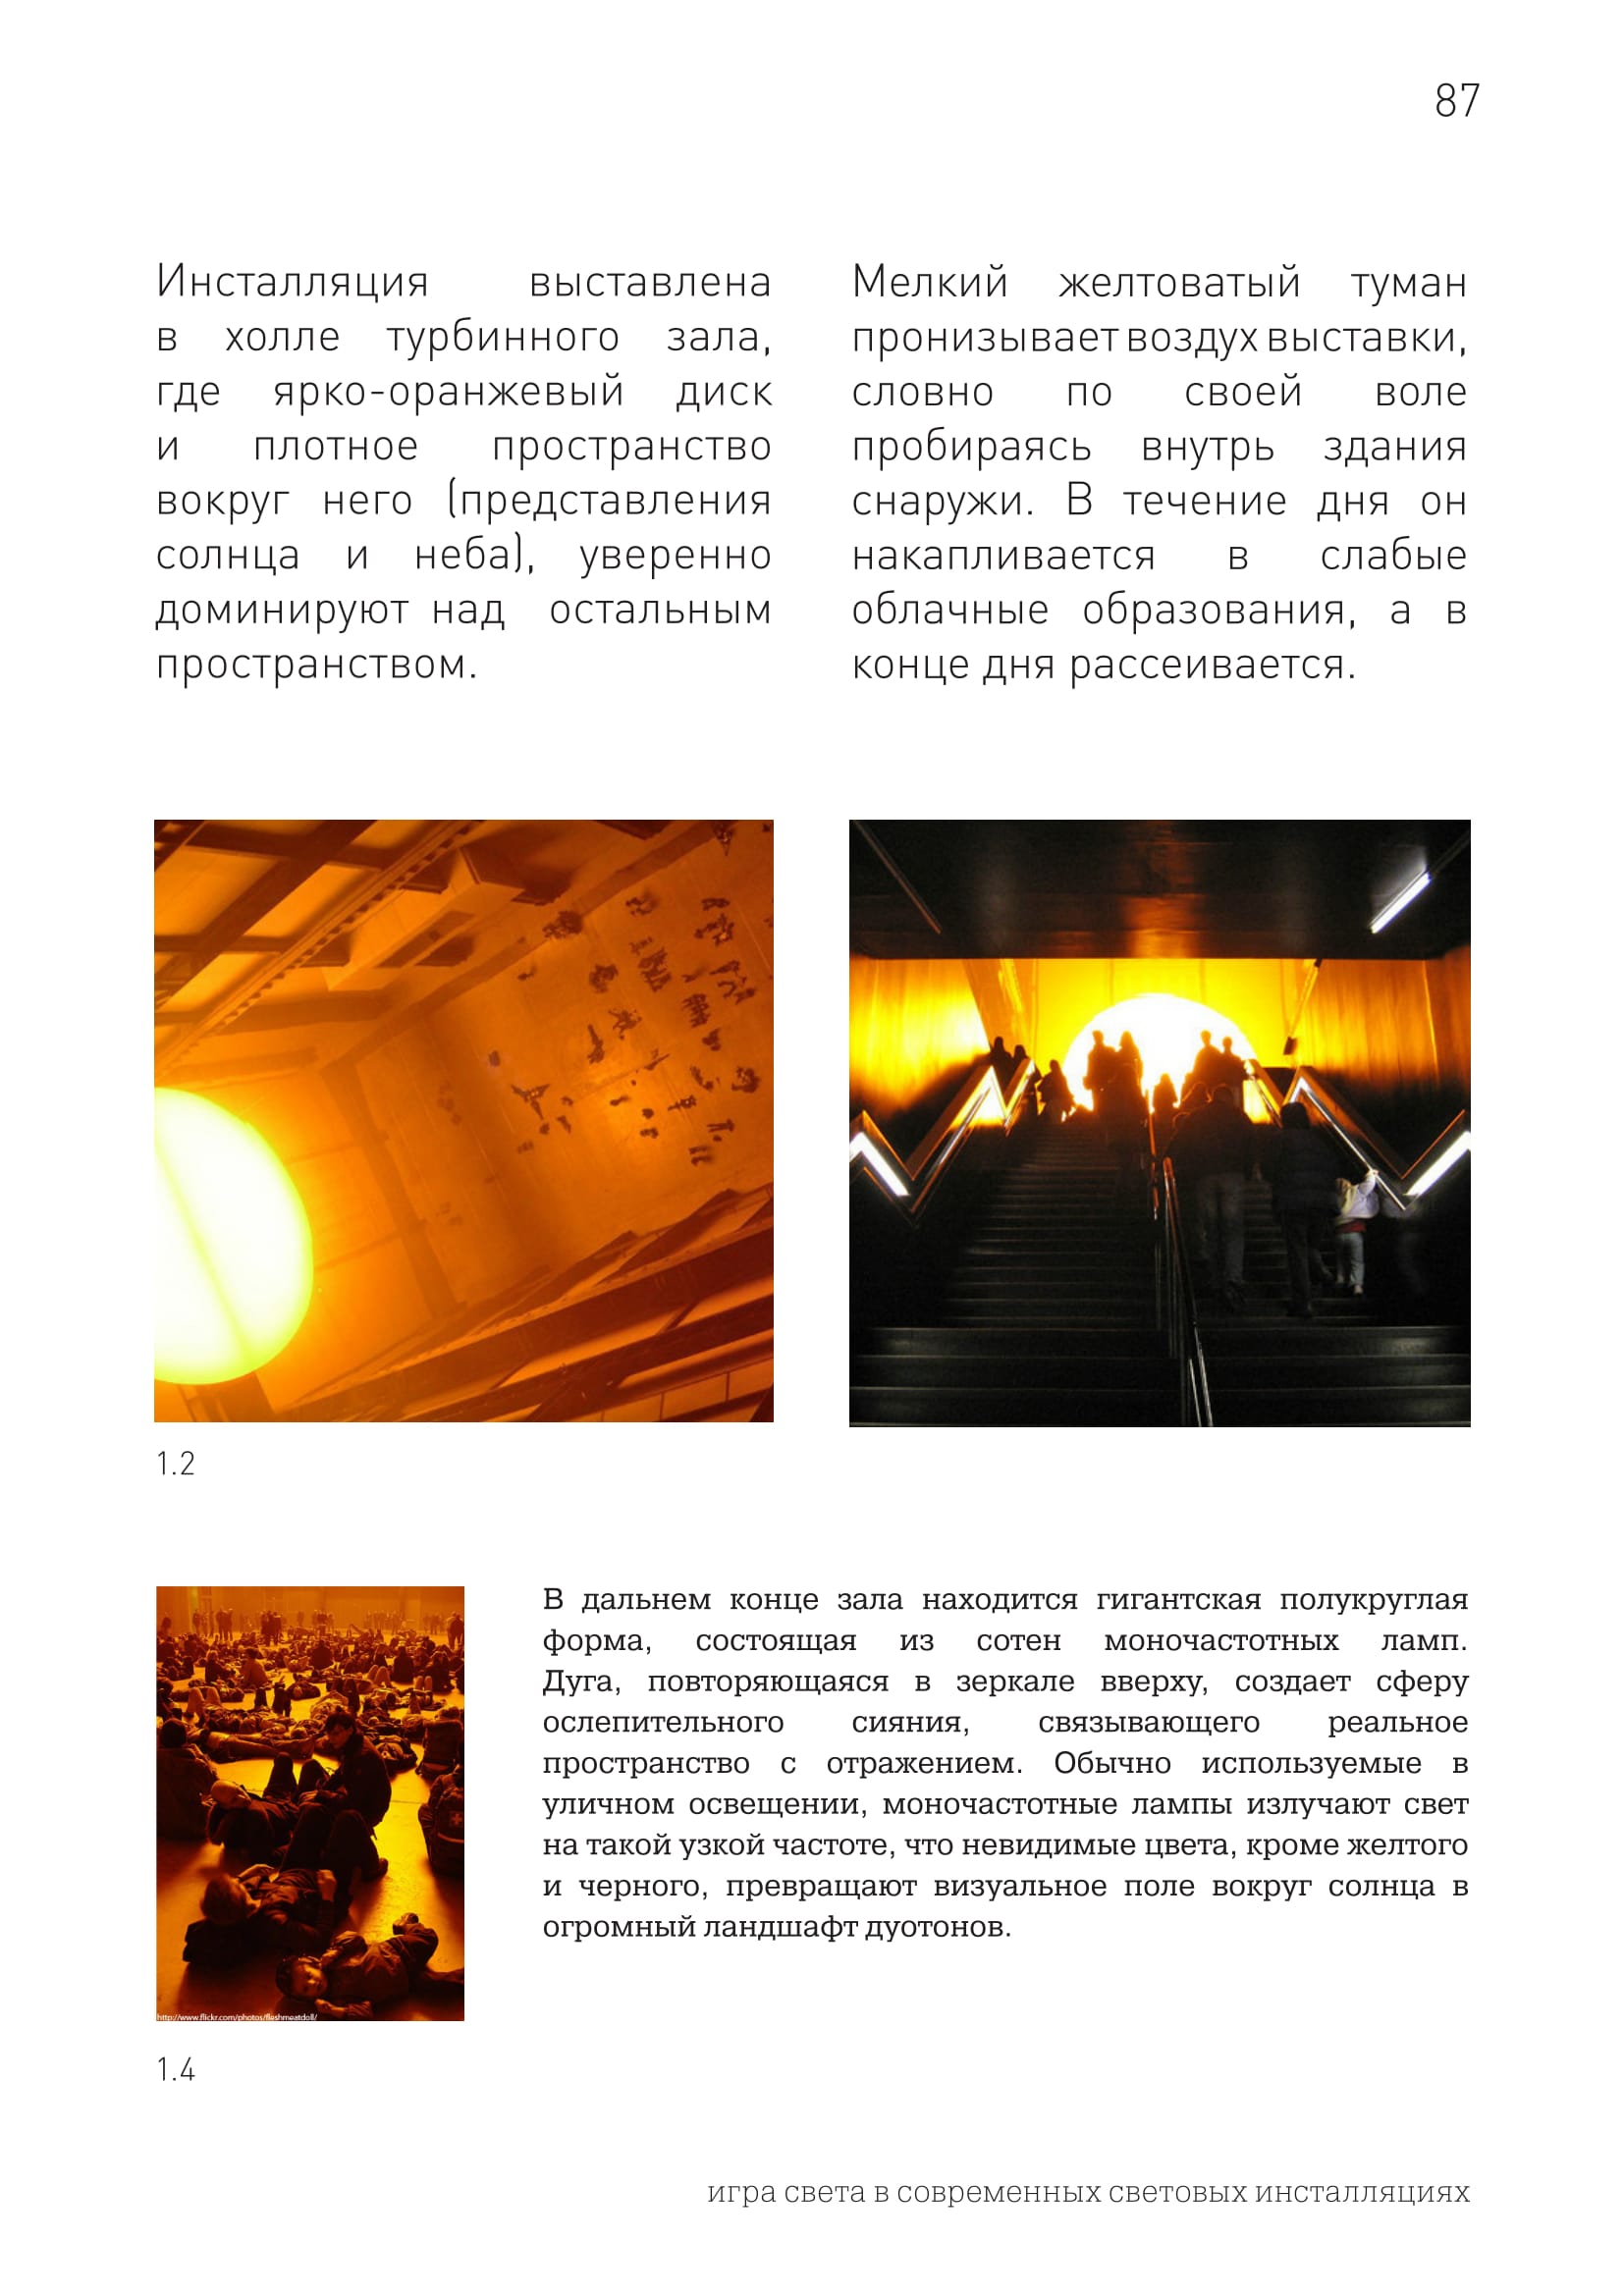 87
Инсталляция выставлена
в холле турбинного зала,
где ярко-оранжевый диск
и плотное пространство
вокруг него (представления
солнца и неба), уверенно
доминируют над остальным
пространством.
Мелкий желтоватый туман
пронизывает воздух выставки,
словно по своей воле
пробираясь внутрь здания
снаружи. В течение дня он
накапливается в слабые
облачные образования, а в
конце дня рассеивается.
1.2
В дальнем конце зала находится гигантская полукруглая
форма, состоящая из сотен моночастотных ламп.
Дуга, повторяющаяся в зеркале вверху, создает сферу
ослепительного сияния, связывающего реальное
пространство с отражением. Обычно используемые в
уличном освещении, моночастотные лампы излучают свет
на такой узкой частоте, что невидимые цвета, кроме желтого
и черного, превращают визуальное поле вокруг солнца в
огромный ландшафт дуотонов.
http://www.flickr.com/photos/fleshmeatdoll/
1.4
игра света в современных световых инсталляциях